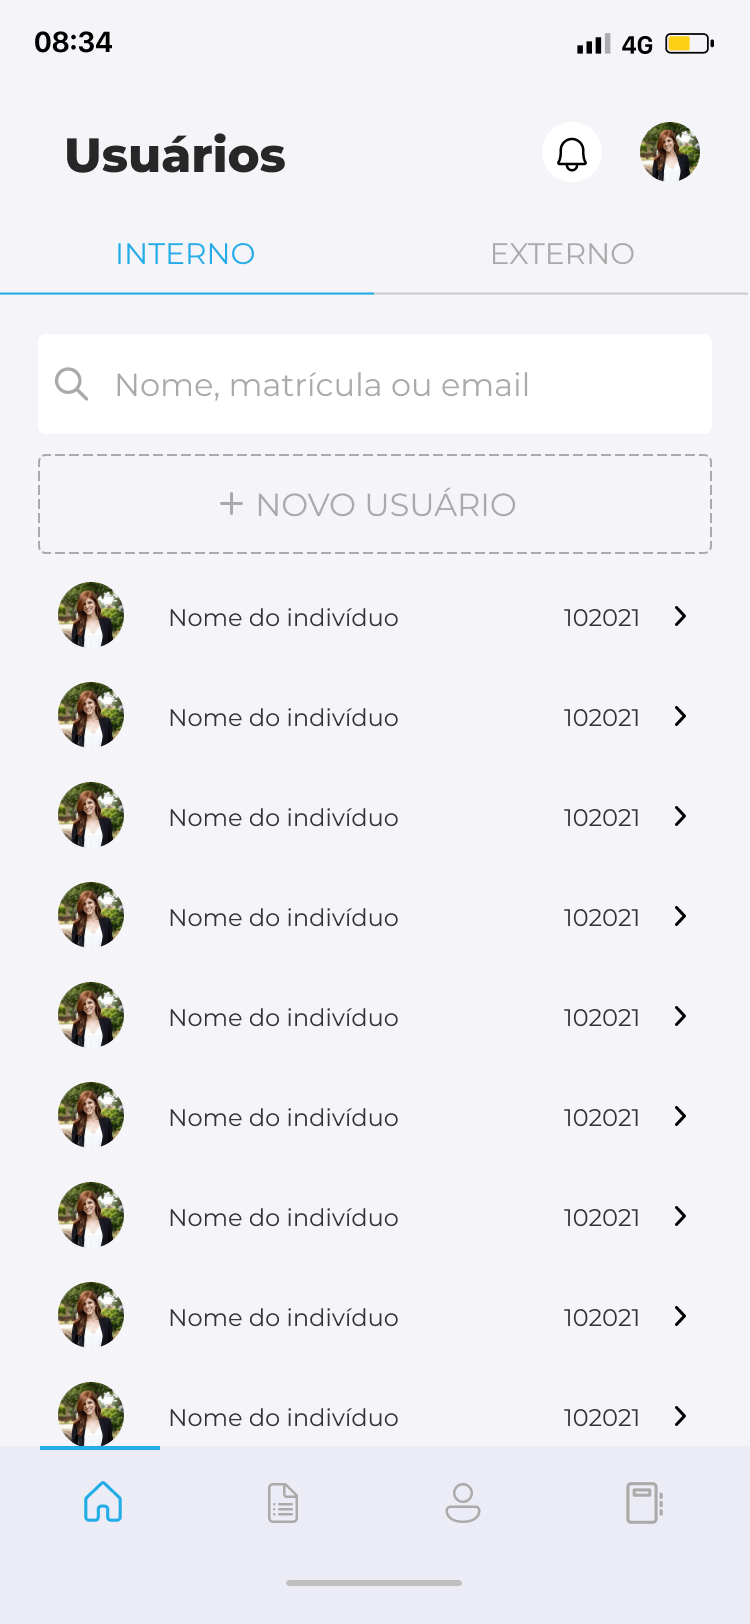 08:34 4G
Usuários
INTERNO EXTERNO
Nome, matrícula ou email
+ NOVO USUÁRIO
Nome do indivíduo 102021
Nome do indivíduo 102021
Nome do indivíduo 102021
Nome do indivíduo 102021
Nome do indivíduo 102021
Nome do indivíduo 102021
Nome do indivíduo 102021
Nome do indivíduo 102021
Nome do indivíduo 102021